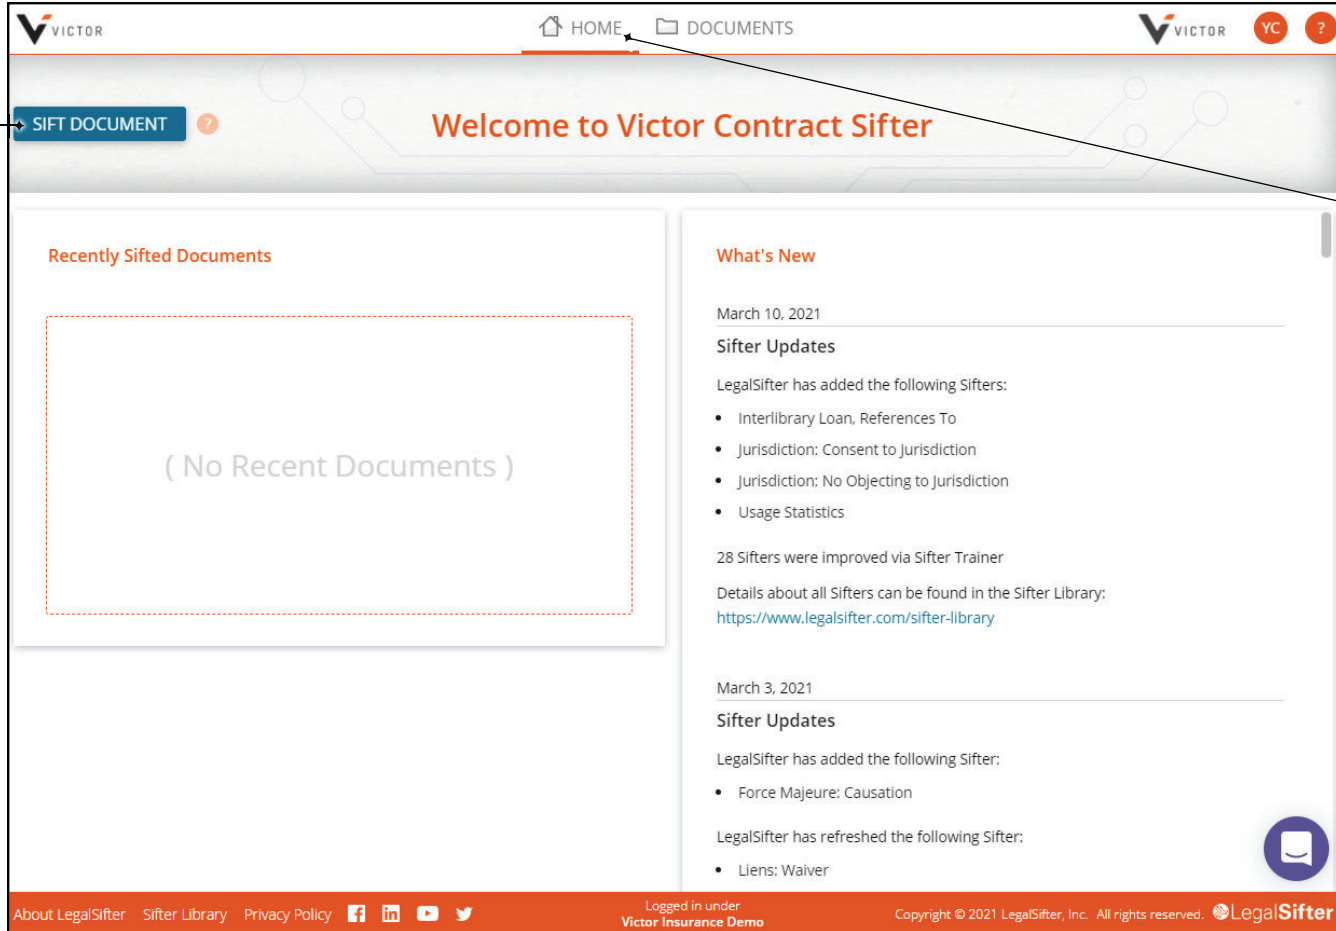 VICTOR
HOME
DOCUMENTS
VICTOR
YC
?
SIFT DOCUMENT
?
Welcome to Victor Contract Sifter
Recently Sifted Documents
( No Recent Documents )
What's New
March 10, 2021
Sifter Updates
LegalSifter has added the following Sifters:
• Interlibrary Loan, References To
• Jurisdiction: Consent to Jurisdiction
• Jurisdiction: No Objecting to Jurisdiction
• Usage Statistics
28 Sifters were improved via Sifter Trainer
Details about all Sifters can be found in the Sifter Library:
https://www.legalsifter.com/sifter-library
March 3, 2021
Sifter Updates
LegalSifter has added the following Sifter:
• Force Majeure: Causation
LegalSifter has refreshed the following Sifter:
• Liens: Waiver
About LegalSifter
Sifter Library
Privacy Policy
Logged in under
Victor Insurance Demo
Copyright © 2021 LegalSifter, Inc. All rights reserved.
LegalSifter